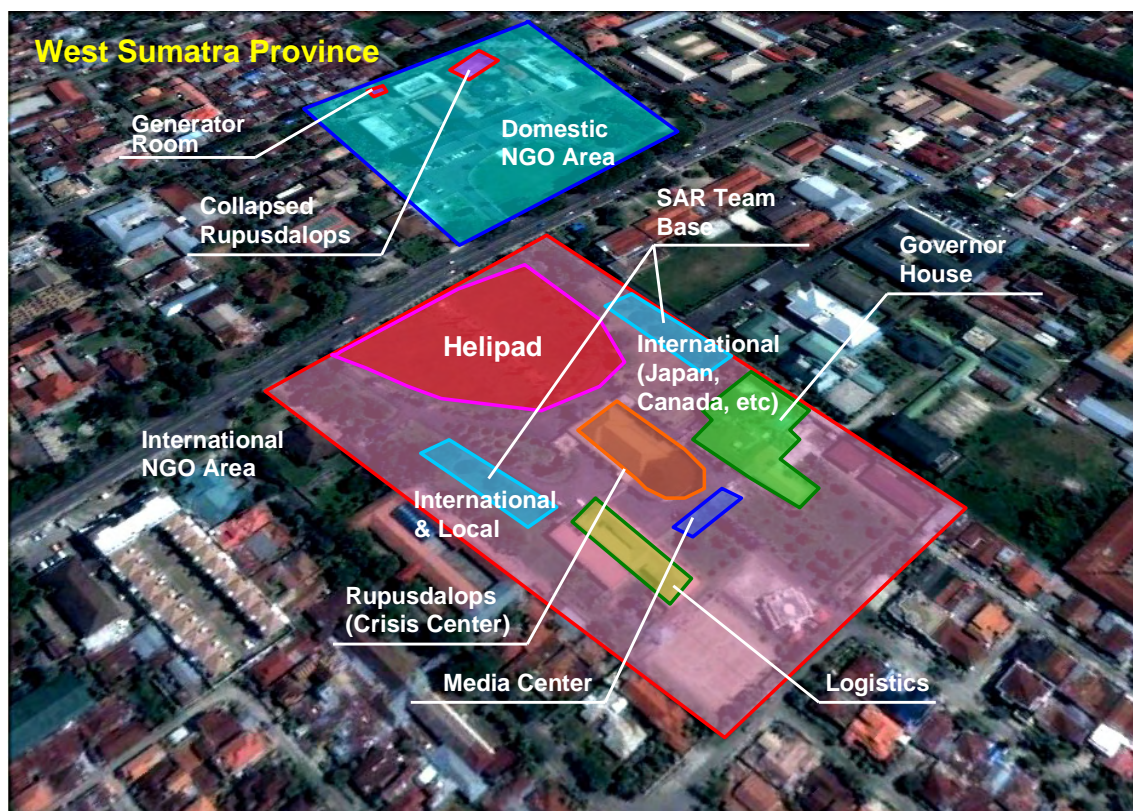 West Sumatra Province
Generator
Room
Domestic
NGO Area
Collapsed
Rupusdalops
SAR Team
Base
Governor
House
Helipad
International
(Japan,
Canada, etc)
International
NGO Area
International
& Local
Rupusdalops
(Crisis Center)
Media Center
Logistics